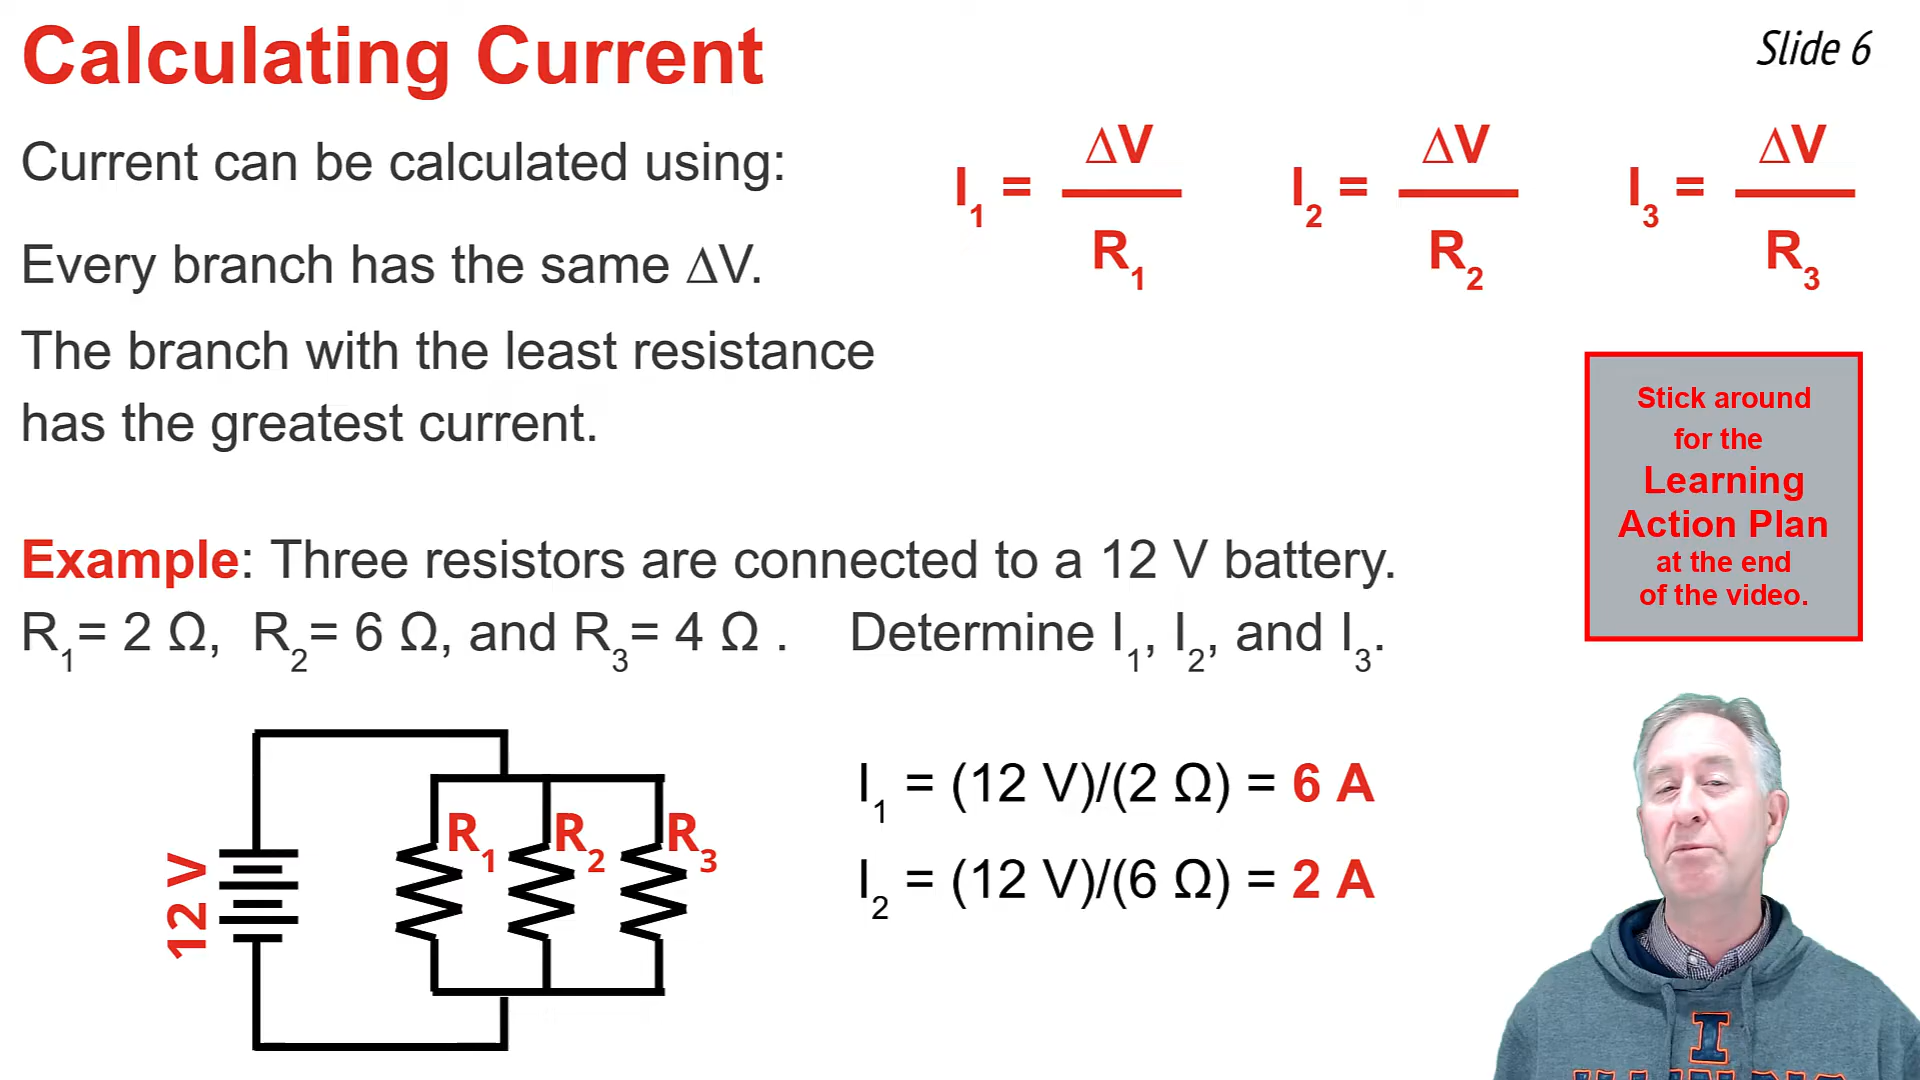 Calculating Current
Slide 6
Current can be calculated using:
I₁ = ΔV / R₁
I₂ = ΔV / R₂
I₃ = ΔV / R₃
Every branch has the same ΔV.
The branch with the least resistance
has the greatest current.
Stick around
for the
Learning
Action Plan
at the end
of the video.
Example: Three resistors are connected to a 12 V battery.
R₁= 2 Ω, R₂= 6 Ω, and R₃= 4 Ω . Determine I₁, I₂, and I₃.
12 V
R₁
R₂
R₃
I₁ = (12 V)/(2 Ω) = 6 A
I₂ = (12 V)/(6 Ω) = 2 A
I